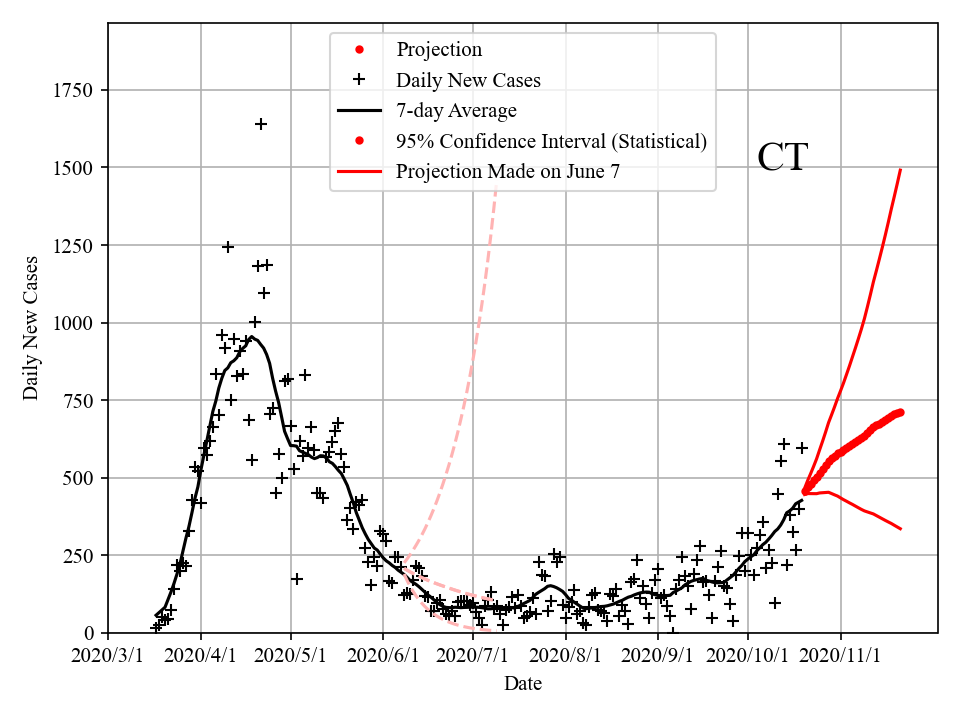 Projection
Daily New Cases
7-day Average
95% Confidence Interval (Statistical)
Projection Made on June 7
CT
Daily New Cases
1750
1500
1250
1000
750
500
250
0
2020/3/1 2020/4/1 2020/5/1 2020/6/1 2020/7/1 2020/8/1 2020/9/1 2020/10/1 2020/11/1
Date